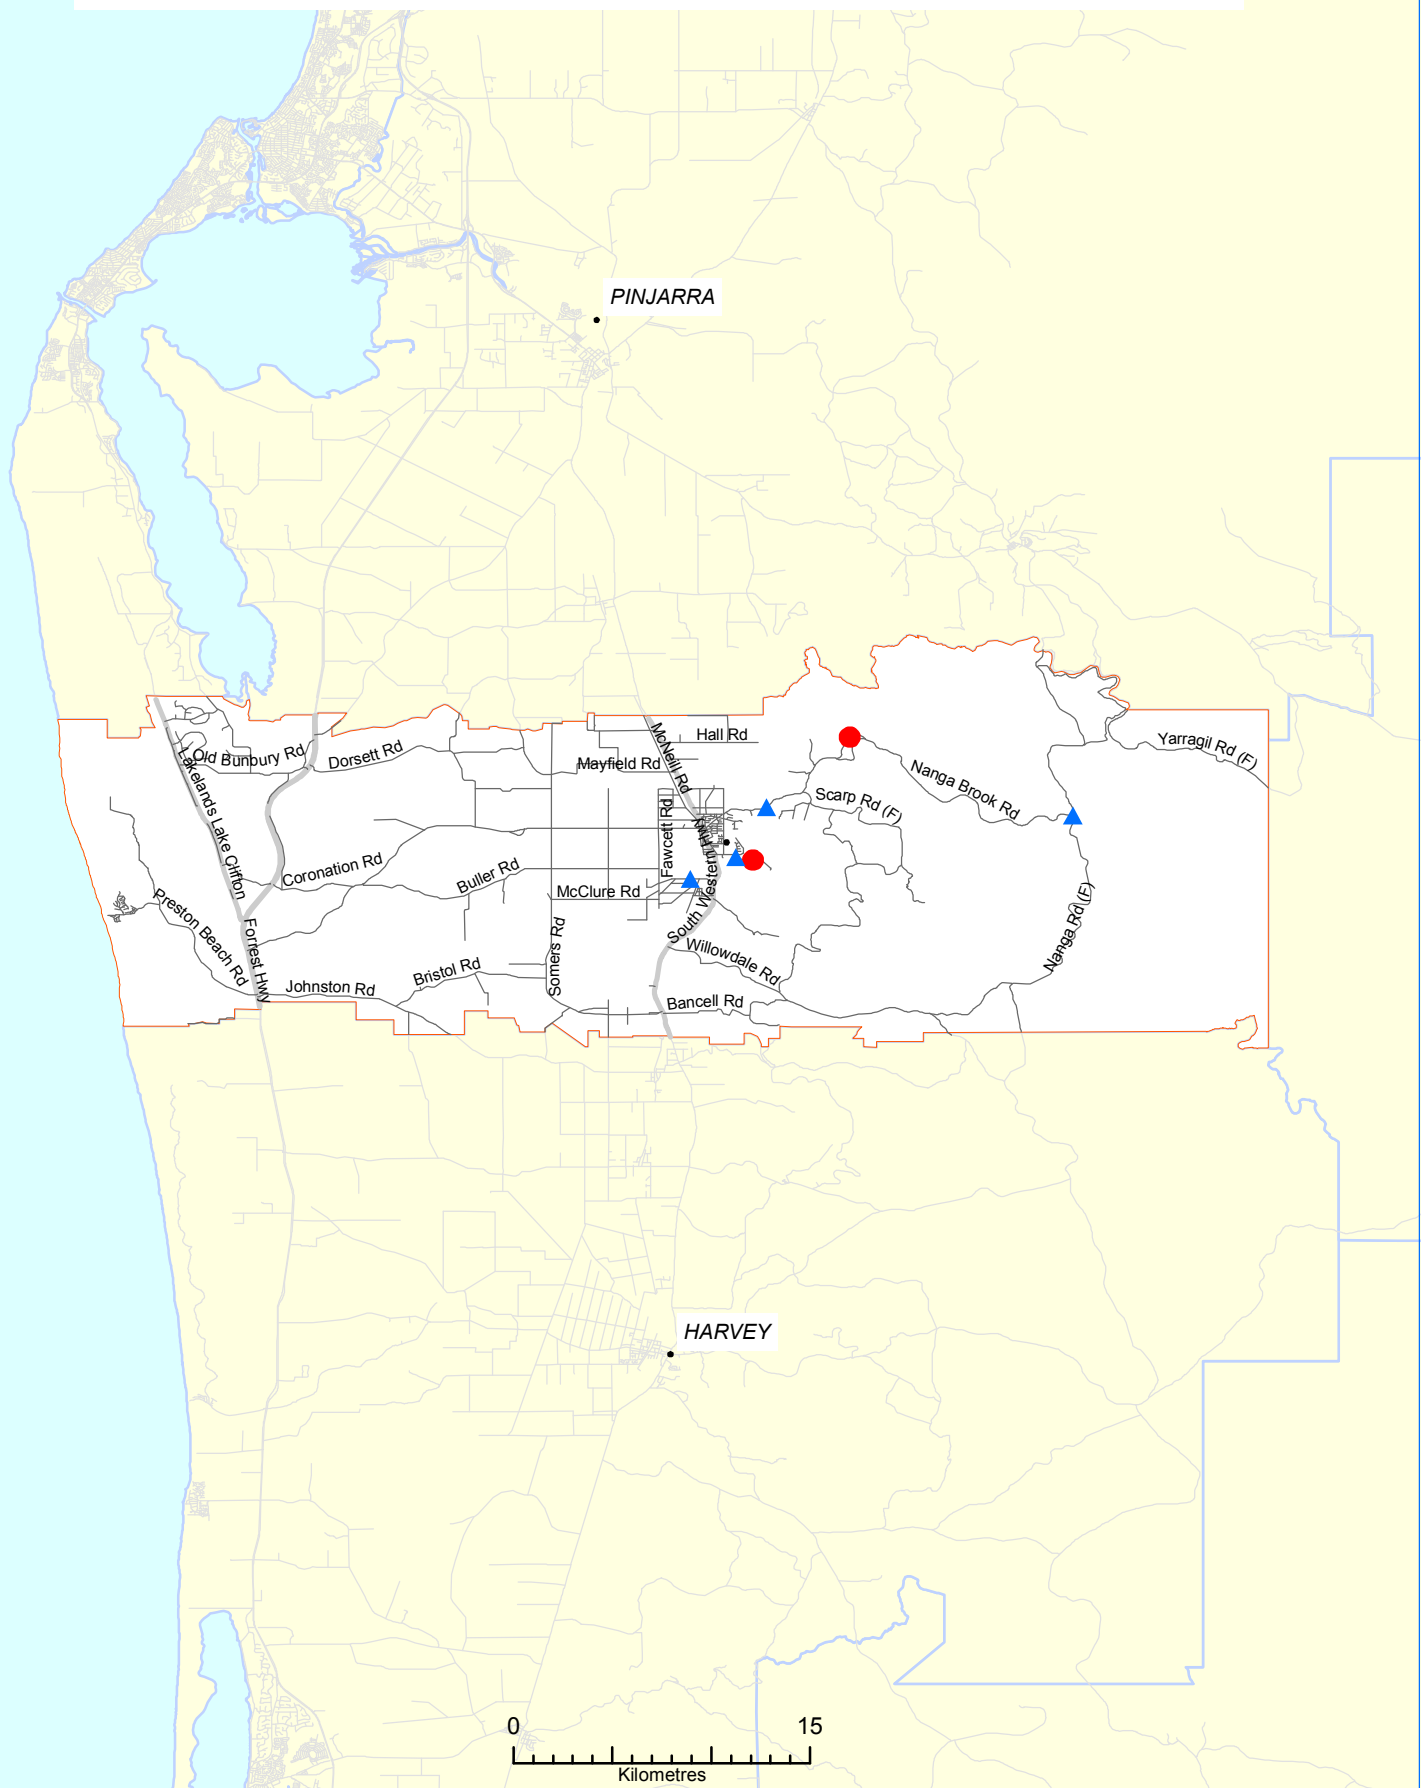 PINJARRA
Hall Rd
McNeill Rd
Old Bunbury Rd
Dorsett Rd
Mayfield Rd
Yarragil Rd (F)
Nanga Brook Rd
Scarp Rd (F)
Lakelands Lake Clifton
Fawcett Rd
South Western Hwy
Coronation Rd
Buller Rd
McClure Rd
Preston Beach Rd
Forrest Hwy
Somers Rd
Willowdale Rd
Nanga Rd (F)
Bristol Rd
Johnston Rd
Bancell Rd
HARVEY
0 15
Kilometres